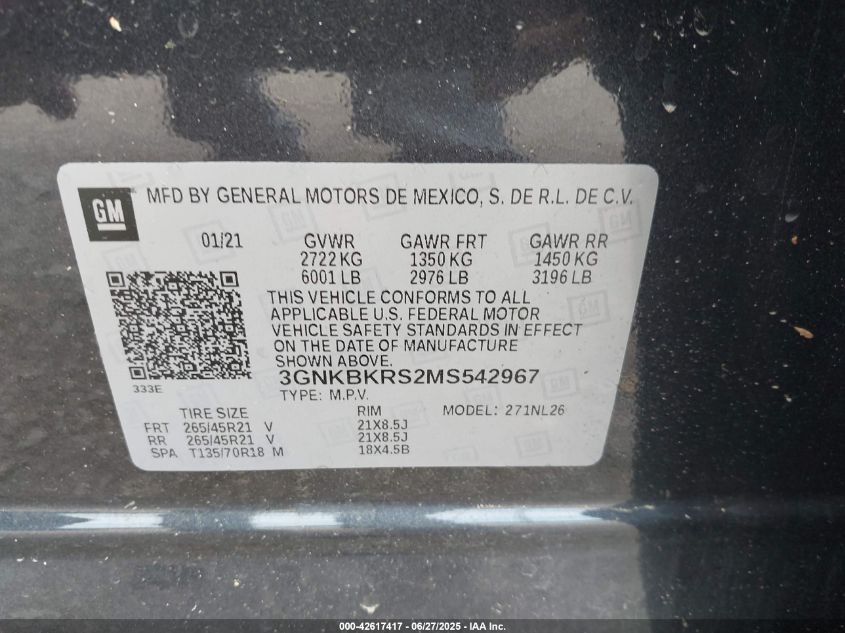 GM
MFD BY GENERAL MOTORS DE MEXICO, S. DE R.L. DE C.V.
01/21 GVWR GAWR FRT GAWR RR
2722 KG 1350 KG 1450 KG
6001 LB 2976 LB 3196 LB
THIS VEHICLE CONFORMS TO ALL
APPLICABLE U.S. FEDERAL MOTOR
VEHICLE SAFETY STANDARDS IN EFFECT
ON THE DATE OF MANUFACTURE
SHOWN ABOVE.
333E
3GNKBKRS2MS542967
TYPE: M.P.V. MODEL: 271NL26
TIRE SIZE RIM
FRT 265/45R21 V 21X8.5J
RR 265/45R21 V 21X8.5J
SPA T135/70R18 M 18X4.5B
000-42617417 - 06/27/2025 - IAA Inc.